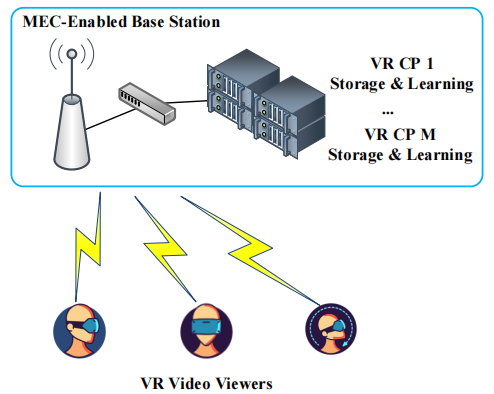 MEC-Enabled Base Station
VR CP 1
Storage & Learning
...
VR CP M
Storage & Learning
VR Video Viewers